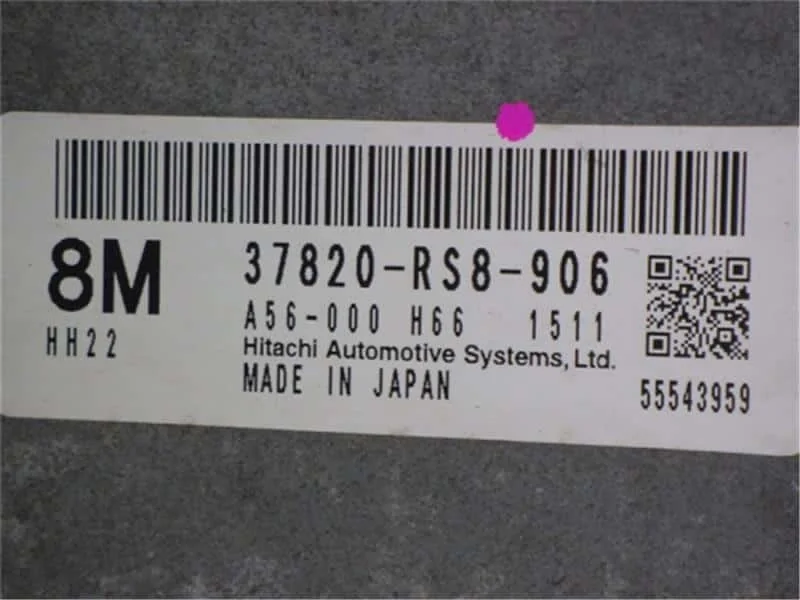 8M
37820-RS8-906
HH22
A56-000 H66 1511
Hitachi Automotive Systems, Ltd.
MADE IN JAPAN
55543959